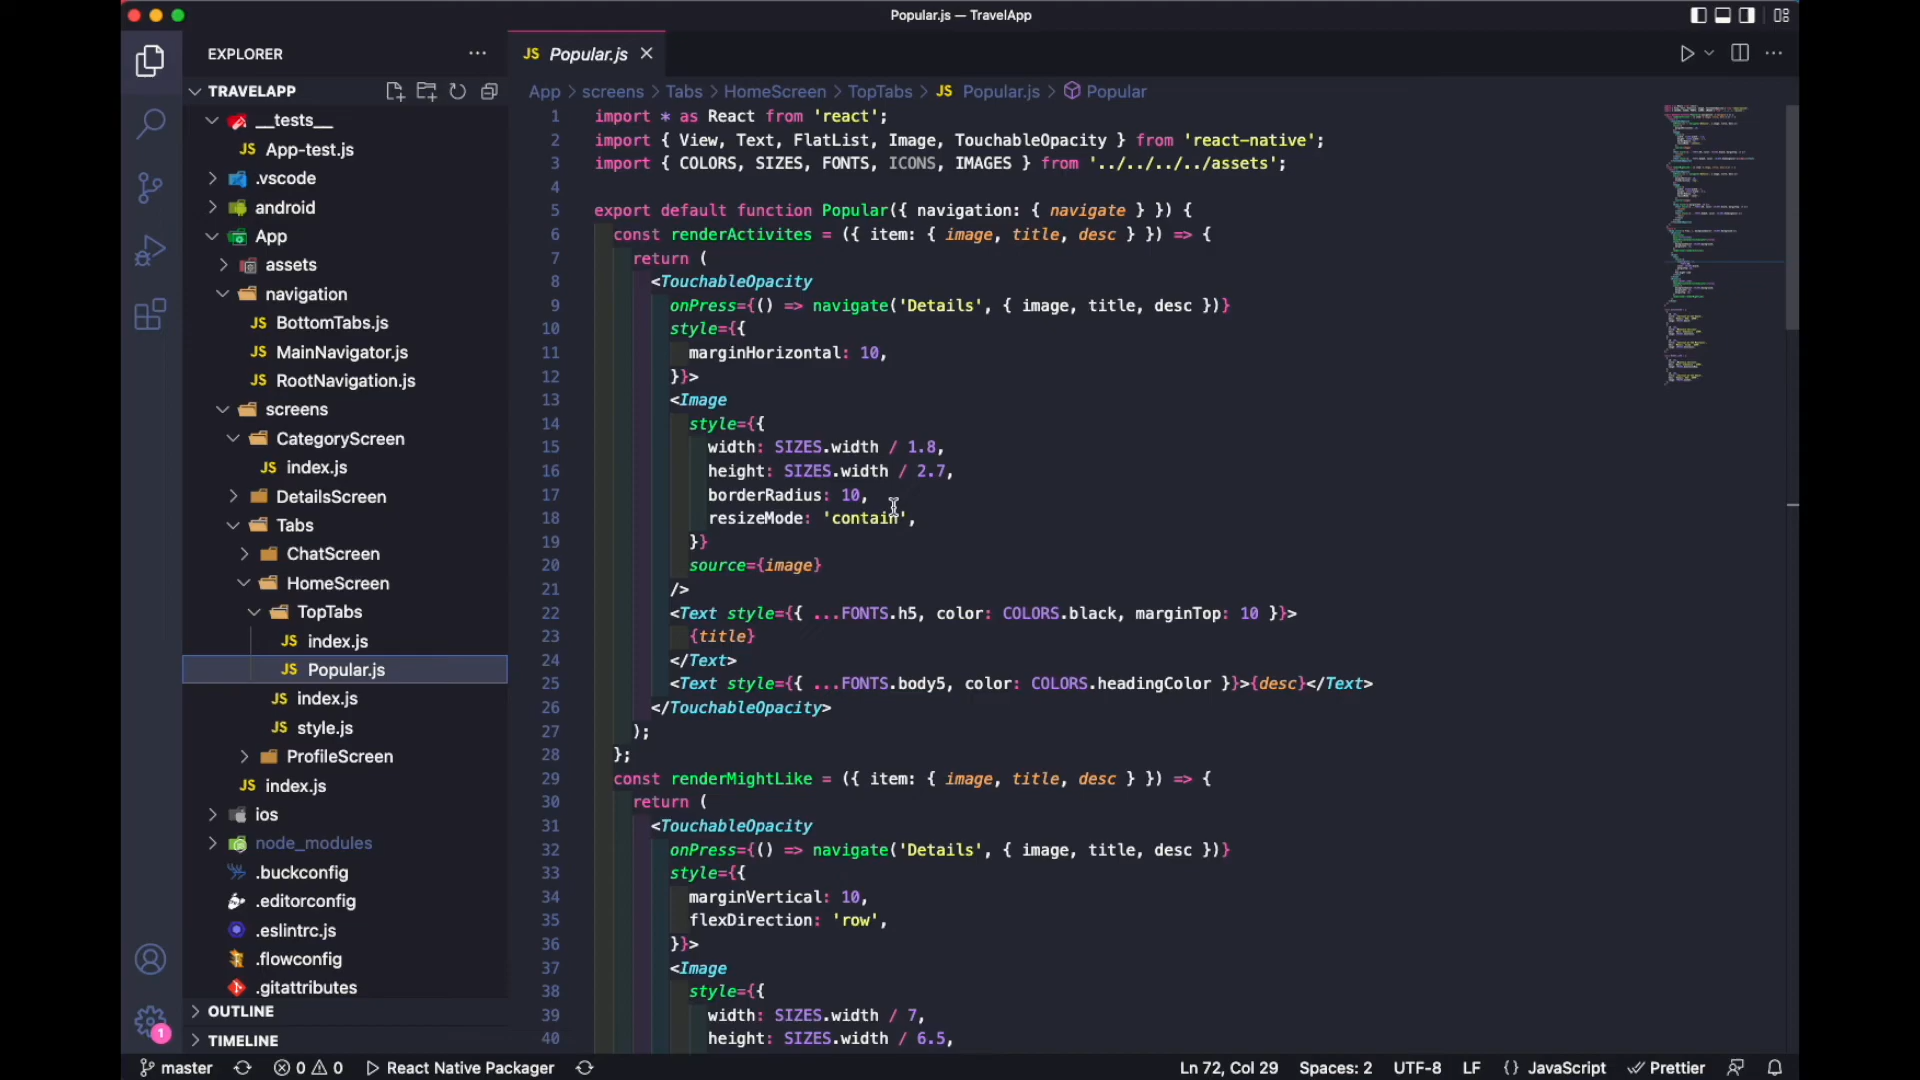 Popular.js — TravelApp
EXPLORER
TRAVELAPP
__tests__
JS App-test.js
.vscode
android
App
assets
navigation
JS BottomTabs.js
JS MainNavigator.js
JS RootNavigation.js
screens
CategoryScreen
JS index.js
DetailsScreen
Tabs
ChatScreen
HomeScreen
TopTabs
JS index.js
JS Popular.js
JS index.js
JS style.js
ProfileScreen
JS index.js
ios
node_modules
.buckconfig
.editorconfig
.eslintrc.js
.flowconfig
.gitattributes
OUTLINE
TIMELINE
1
JS Popular.js
App > screens > Tabs > HomeScreen > TopTabs > JS Popular.js > Popular
1 import * as React from 'react';
2 import { View, Text, FlatList, Image, TouchableOpacity } from 'react-native';
3 import { COLORS, SIZES, FONTS, ICONS, IMAGES } from '../../../../assets';
4
5 export default function Popular({ navigation: { navigate } }) {
6 const renderActivites = ({ item: { image, title, desc } }) => {
7 return (
8 <TouchableOpacity
9 onPress={() => navigate('Details', { image, title, desc })}
10 style={{
11 marginHorizontal: 10,
12 }}>
13 <Image
14 style={{
15 width: SIZES.width / 1.8,
16 height: SIZES.width / 2.7,
17 borderRadius: 10,
18 resizeMode: 'contain',
19 }}
20 source={image}
21 />
22 <Text style={{ ...FONTS.h5, color: COLORS.black, marginTop: 10 }}>
23 {title}
24 </Text>
25 <Text style={{ ...FONTS.body5, color: COLORS.headingColor }}>{desc}</Text>
26 </TouchableOpacity>
27 );
28 };
29 const renderMightLike = ({ item: { image, title, desc } }) => {
30 return (
31 <TouchableOpacity
32 onPress={() => navigate('Details', { image, title, desc })}
33 style={{
34 marginVertical: 10,
35 flexDirection: 'row',
36 }}>
37 <Image
38 style={{
39 width: SIZES.width / 7,
40 height: SIZES.width / 6.5,
master 0 0 React Native Packager Ln 72, Col 29 Spaces: 2 UTF-8 LF {} JavaScript Prettier